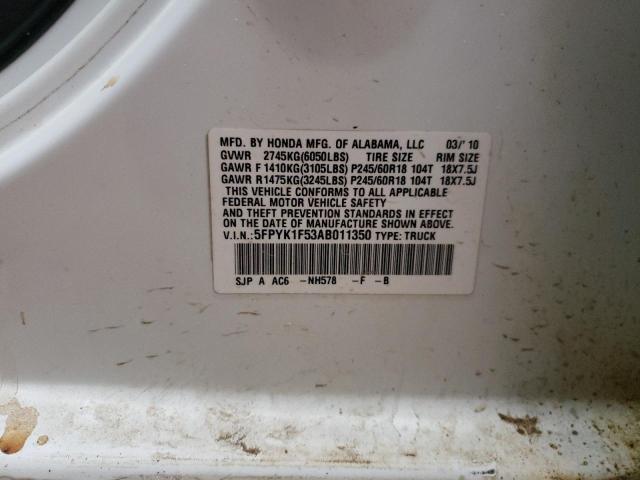 MFD. BY HONDA MFG. OF ALABAMA, LLC 03/'10
GVWR 2745KG(6050LBS) TIRE SIZE RIM SIZE
GAWR F 1410KG(3105LBS) P245/60R18 104T 18X7.5J
GAWR R1475KG(3245LBS) P245/60R18 104T 18X7.5J
THIS VEHICLE CONFORMS TO ALL APPLICABLE
FEDERAL MOTOR VEHICLE SAFETY
AND THEFT PREVENTION STANDARDS IN EFFECT
ON THE DATE OF MANUFACTURE SHOWN ABOVE.
V.I.N.: 5FPYK1F53AB011350 TYPE: TRUCK
SJP A AC6 -NH578 -F -B